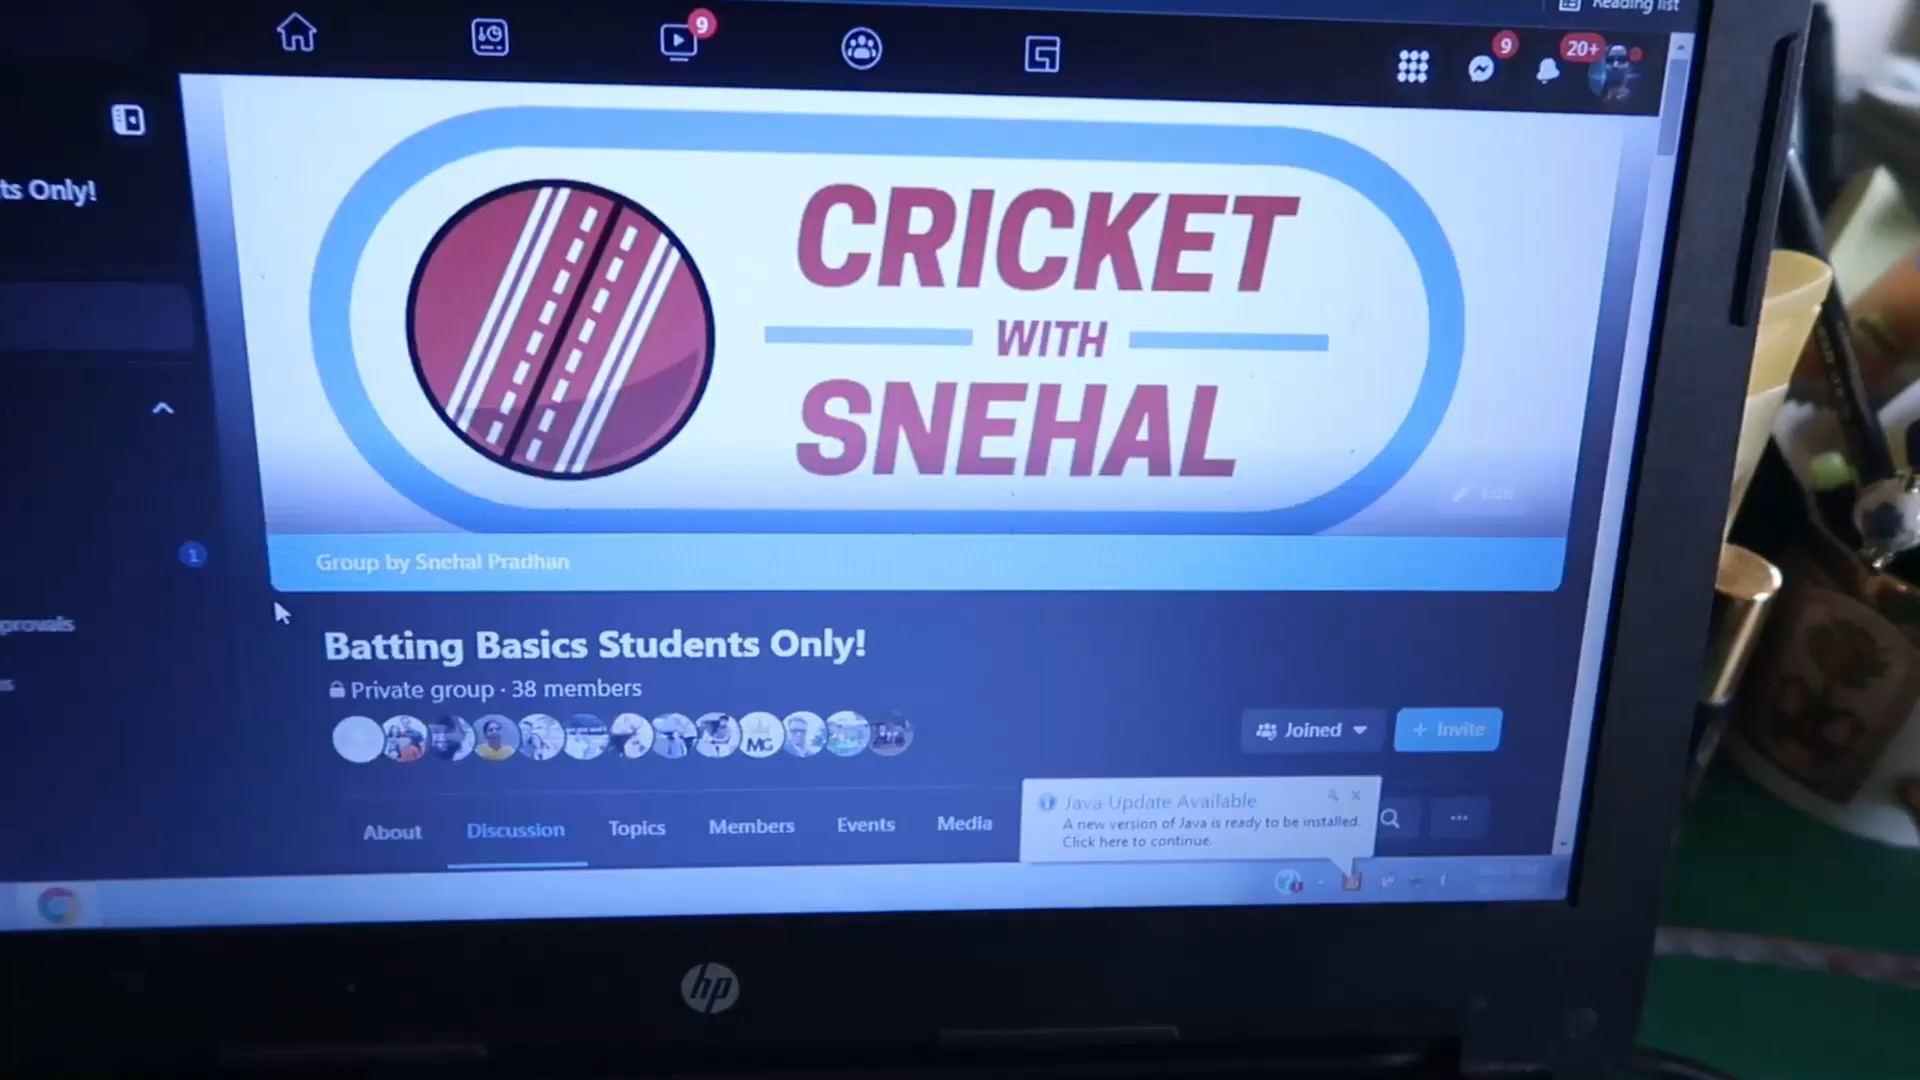 Reading list
9
9
20+
ts Only!
CRICKET
WITH
SNEHAL
Edit
1
Group by Snehal Pradhan
provals
Batting Basics Students Only!
Private group · 38 members
MG
Joined
+ Invite
Java Update Available
A new version of Java is ready to be installed.
Click here to continue.
About
Discussion
Topics
Members
Events
Media
hp